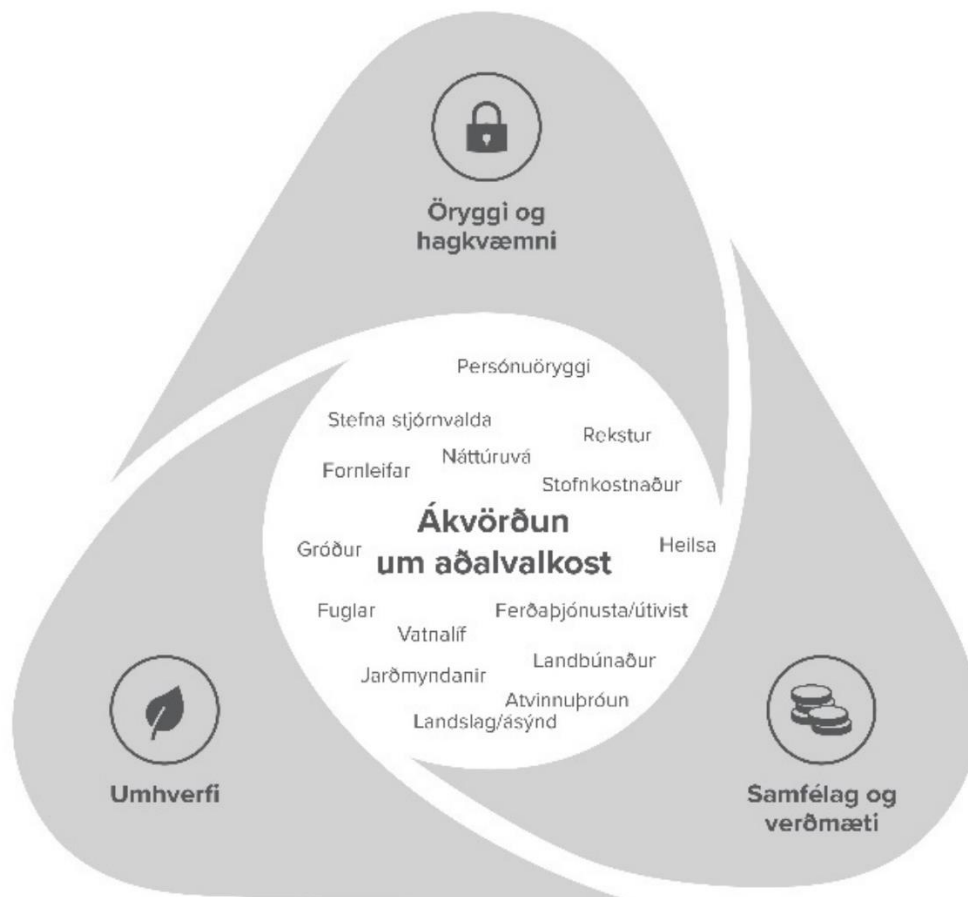 Öryggi og
hagkvæmni
Persónuöryggi
Stefna stjórnvalda
Rekstur
Náttúruvá
Fornleifar
Stofnkostnaður
Ákvörðun
um aðalvalkost
Gróður
Heilsa
Fuglar
Ferðaþjónusta/útivist
Vatnalíf
Landbúnaður
Jarðmyndanir
Atvinnuþróun
Landslag/ásýnd
Umhverfi
Samfélag og
verðmæti